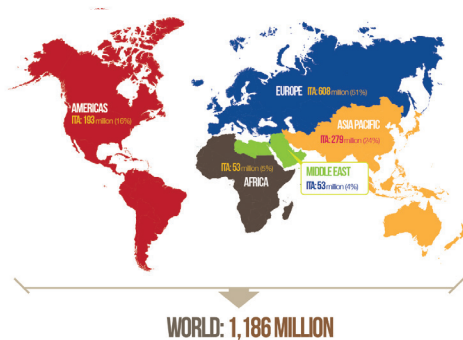 AMERICAS
ITA: 193 million (16%)
EUROPE ITA: 608 million (51%)
ASIA PACIFIC
ITA: 279 million (24%)
ITA: 53 million (5%)
AFRICA
MIDDLE EAST
ITA: 53 million (4%)
WORLD: 1,186 MILLION